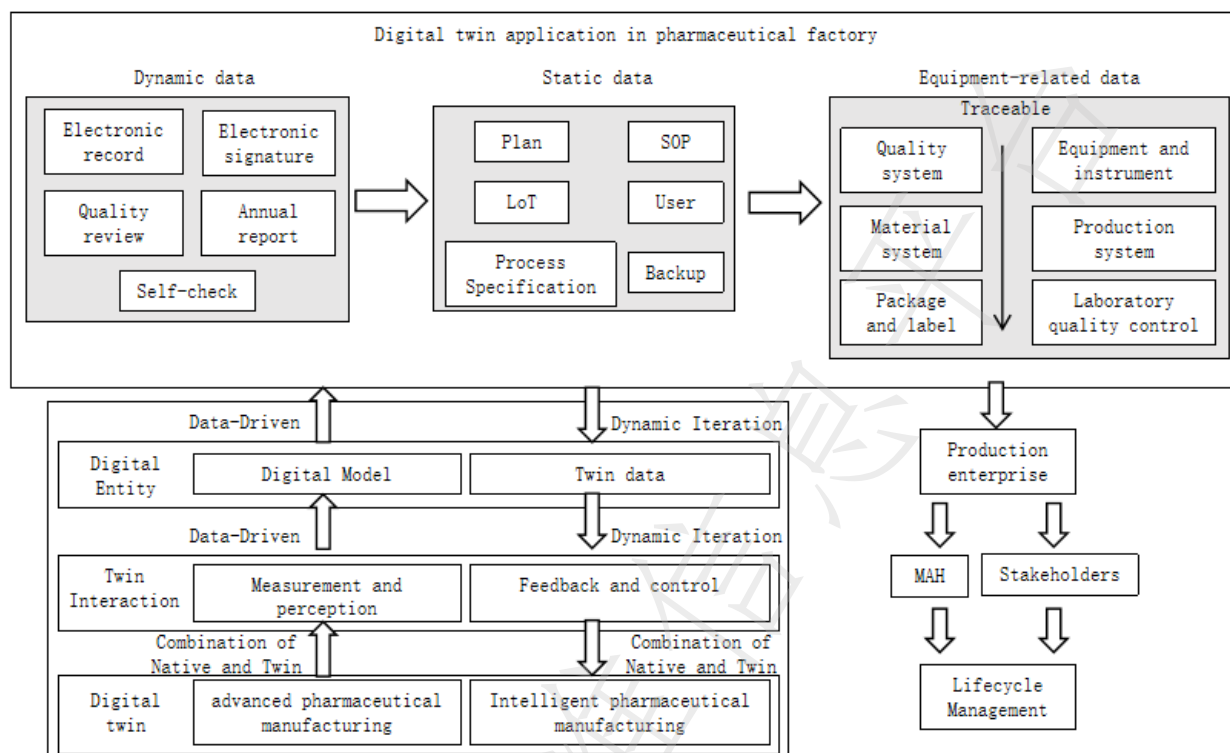 Digital twin application in pharmaceutical factory
Dynamic data
Static data
Equipment-related data
Electronic
record
Electronic
signature
Quality
review
Annual
report
Self-check
Plan
SOP
LoT
User
Process
Specification
Backup
Traceable
Quality
system
Equipment and
instrument
Material
system
Production
system
Package
and label
Laboratory
quality control
Data-Driven
Dynamic Iteration
Digital
Entity
Digital Model
Twin data
Data-Driven
Dynamic Iteration
Twin
Interaction
Measurement and
perception
Feedback and control
Combination of
Native and Twin
Combination of
Native and Twin
Digital
twin
advanced pharmaceutical
manufacturing
Intelligent pharmaceutical
manufacturing
Production
enterprise
MAH
Stakeholders
Lifecycle
Management